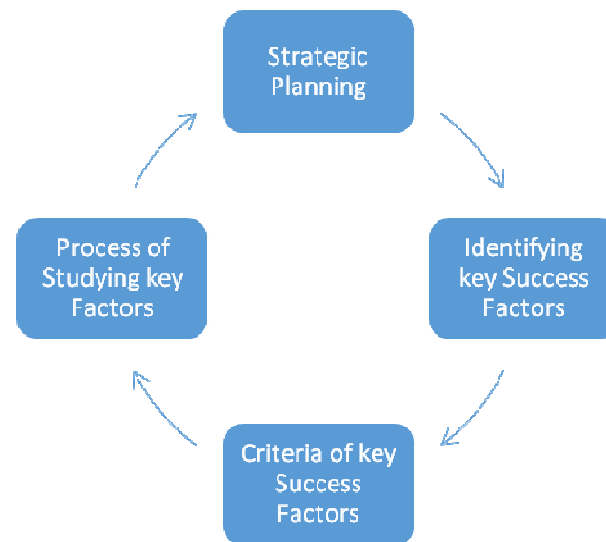 Strategic
Planning
Process of
Studying key
Factors
Identifying
key Success
Factors
Criteria of key
Success
Factors